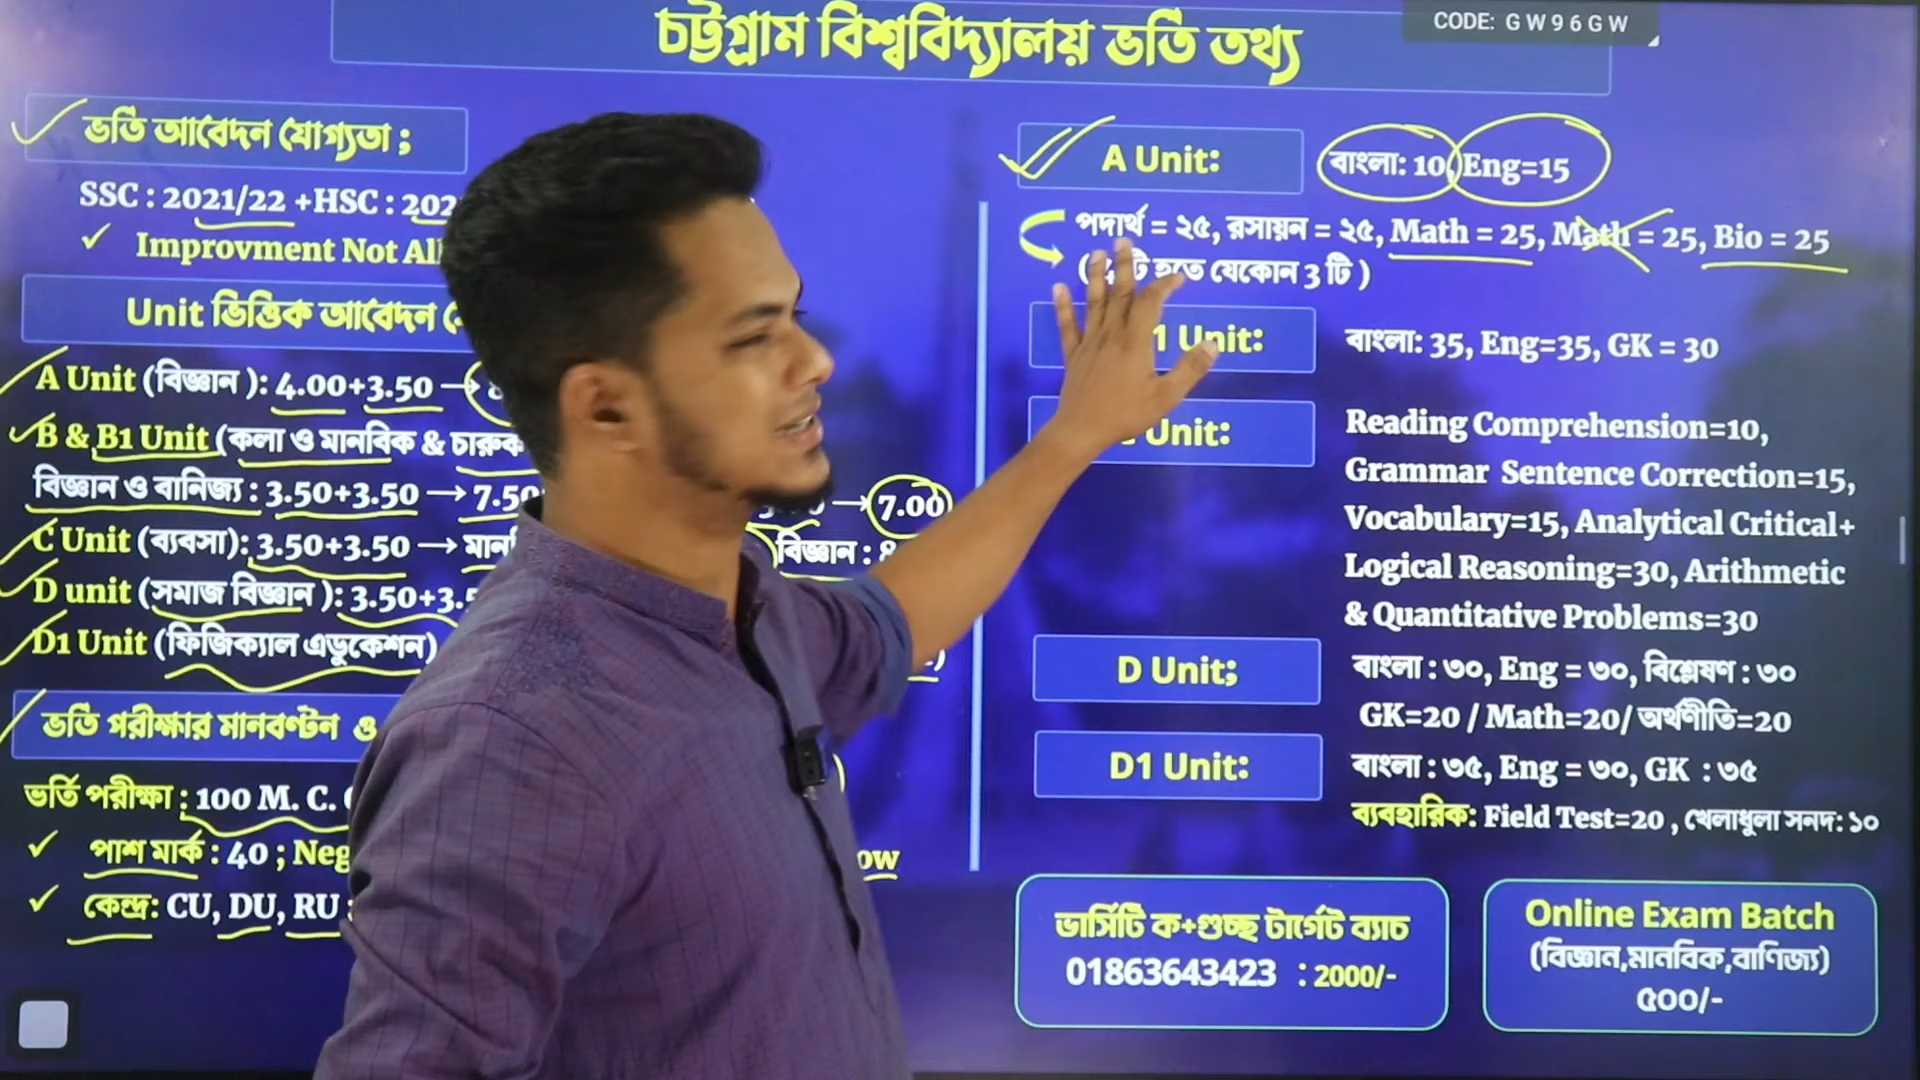 CODE: G W 9 6 G W
চট্টগ্রাম বিশ্ববিদ্যালয় ভর্তি তথ্য
ভর্তি আবেদন যোগ্যতা ;
SSC : 2021/22 +HSC : 202
Improvment Not All
Unit ভিত্তিক আবেদন
A Unit (বিজ্ঞান ): 4.00+3.50 →
B & B1 Unit (কলা ও মানবিক & চারুক
বিজ্ঞান ও বানিজ্য : 3.50+3.50 → 7.50
→ 7.00
C Unit (ব্যবসা): 3.50+3.50 → মান
বিজ্ঞান : 8
D unit (সমাজ বিজ্ঞান ): 3.50+3.5
D1 Unit (ফিজিক্যাল এডুকেশন)
ভর্তি পরীক্ষার মানবণ্টন ও
ভর্তি পরীক্ষা : 100 M. C.
পাশ মার্ক : 40 ; Neg
ow
কেন্দ্র: CU, DU, RU ;
A Unit:
বাংলা: 10, Eng=15
পদার্থ = ২৫, রসায়ন = ২৫, Math = 25, Math = 25, Bio = 25
টি হতে যেকোন 3 টি )
1 Unit:
বাংলা: 35, Eng=35, GK = 30
Unit:
Reading Comprehension=10,
Grammar Sentence Correction=15,
Vocabulary=15, Analytical Critical+
Logical Reasoning=30, Arithmetic
& Quantitative Problems=30
D Unit;
বাংলা : ৩০, Eng = ৩০, বিশ্লেষণ : ৩০
GK=20 / Math=20/ অর্থণীতি=20
D1 Unit:
বাংলা : ৩৫, Eng = ৩০, GK : ৩৫
ব্যবহারিক: Field Test=20 , খেলাধুলা সনদ: ১০
ভার্সিটি ক+গুচ্ছ টার্গেট ব্যাচ
01863643423 : 2000/-
Online Exam Batch
(বিজ্ঞান,মানবিক,বাণিজ্য)
৫০০/-